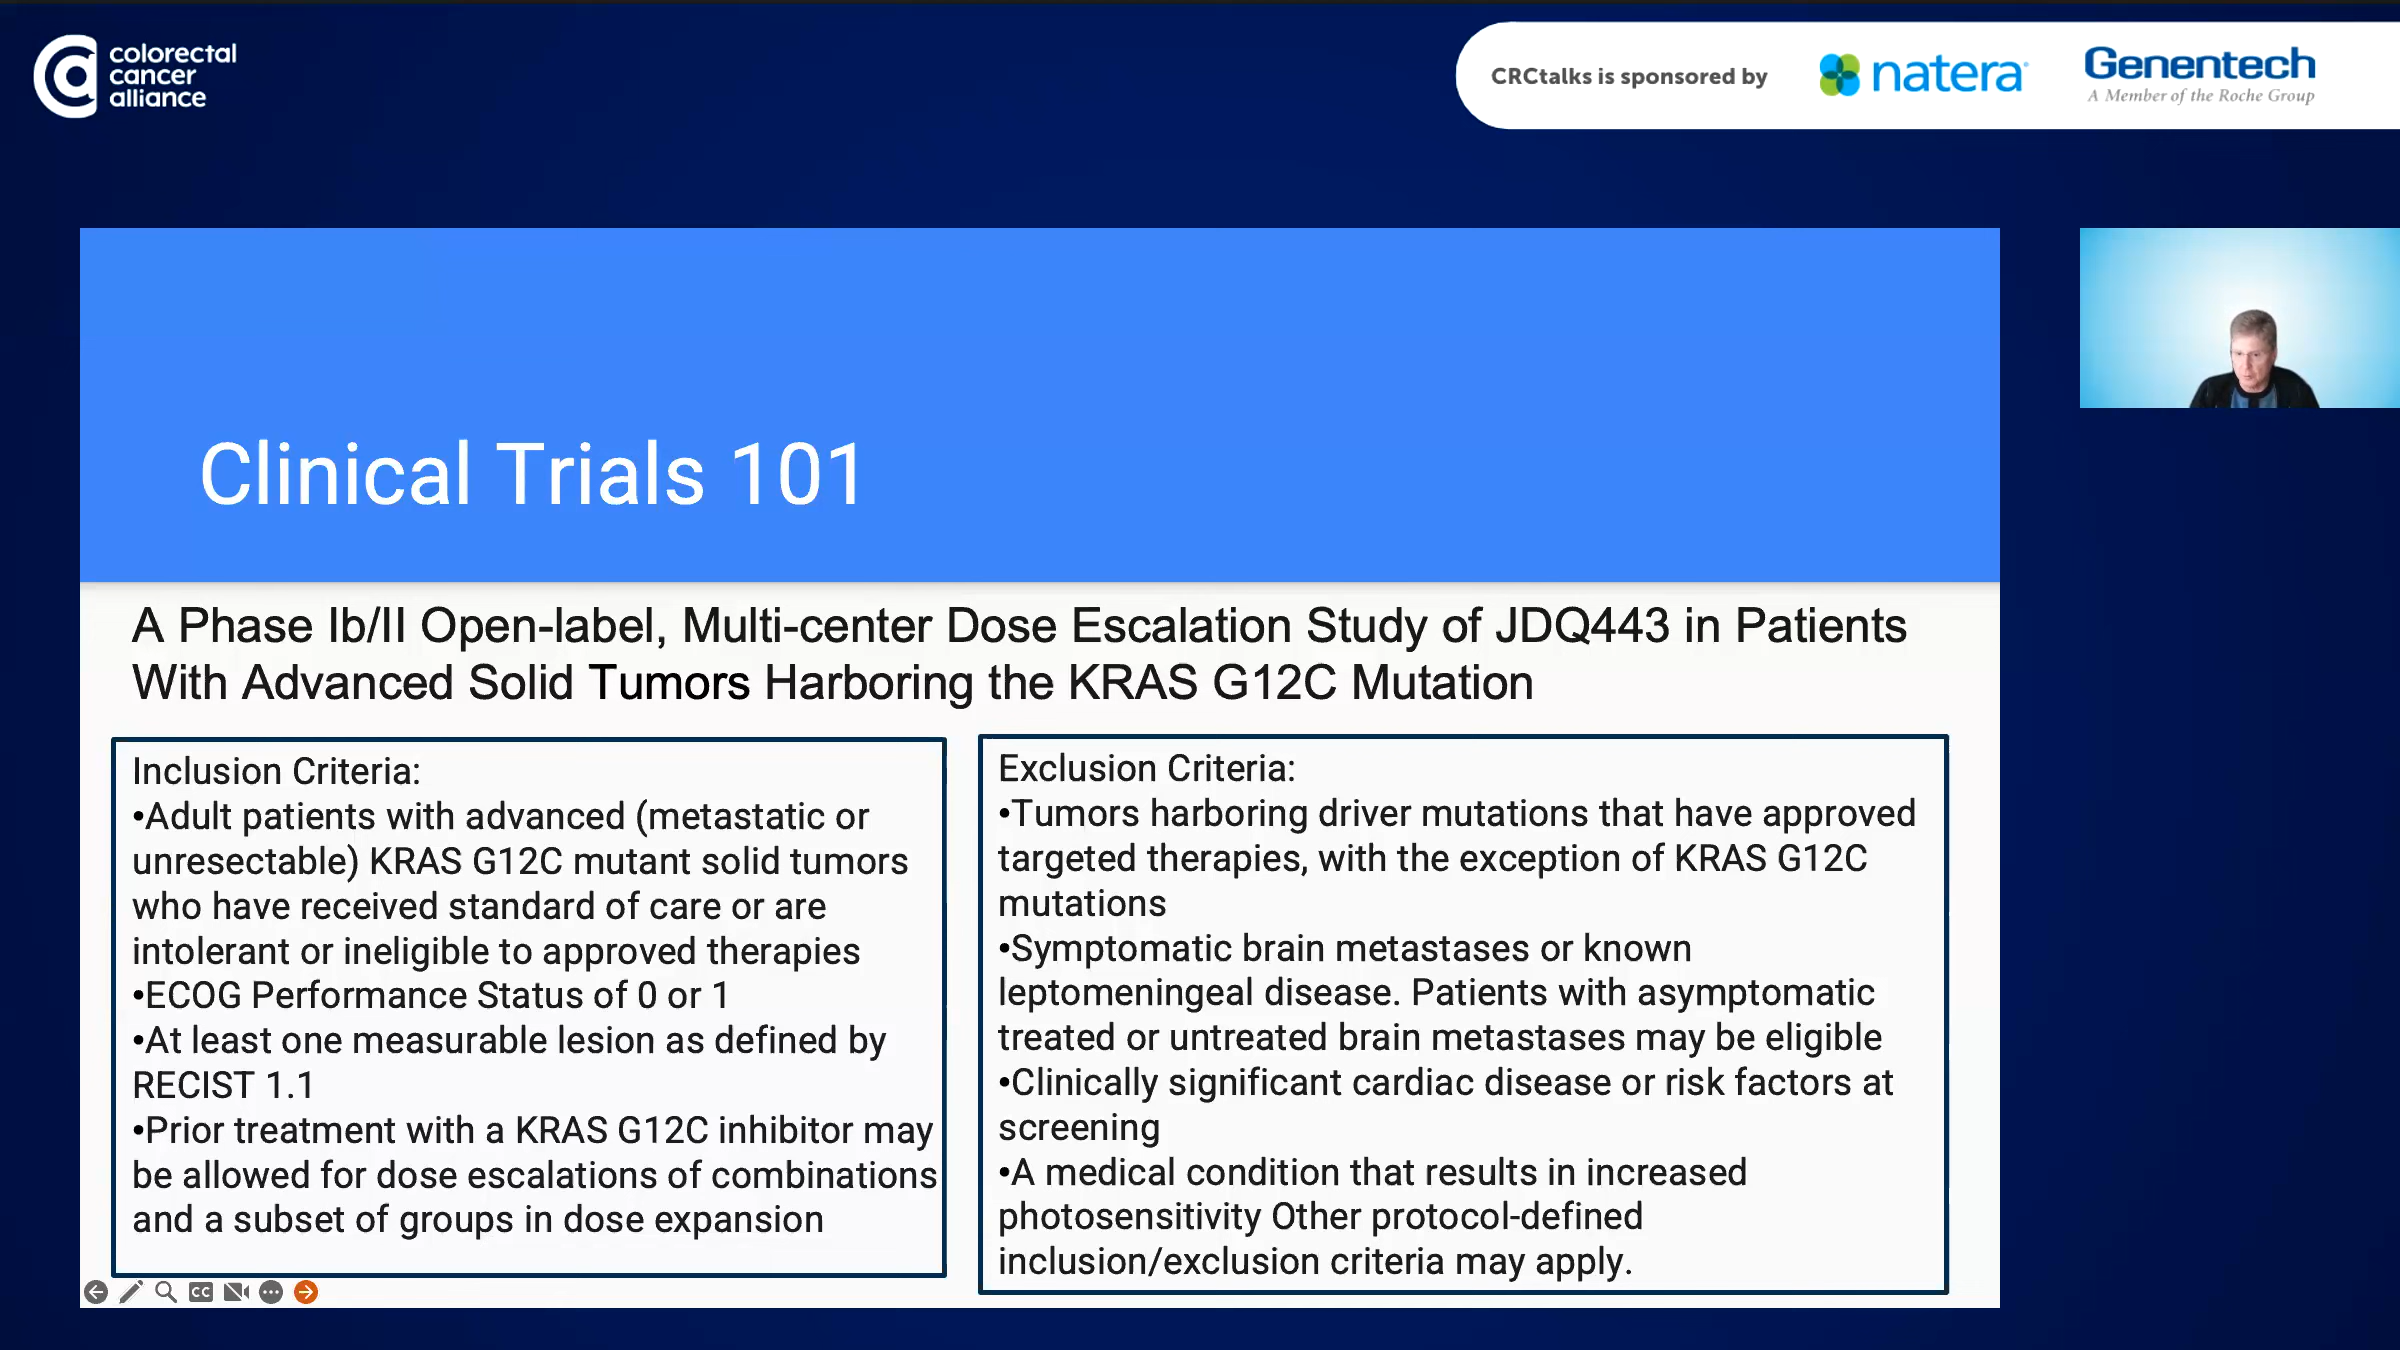 colorectal
cancer
alliance
CRCtalks is sponsored by
natera
Genentech
A Member of the Roche Group
Clinical Trials 101
A Phase Ib/II Open-label, Multi-center Dose Escalation Study of JDQ443 in Patients
With Advanced Solid Tumors Harboring the KRAS G12C Mutation
Inclusion Criteria:
•Adult patients with advanced (metastatic or
unresectable) KRAS G12C mutant solid tumors
who have received standard of care or are
intolerant or ineligible to approved therapies
•ECOG Performance Status of 0 or 1
•At least one measurable lesion as defined by
RECIST 1.1
•Prior treatment with a KRAS G12C inhibitor may
be allowed for dose escalations of combinations
and a subset of groups in dose expansion
Exclusion Criteria:
•Tumors harboring driver mutations that have approved
targeted therapies, with the exception of KRAS G12C
mutations
•Symptomatic brain metastases or known
leptomeningeal disease. Patients with asymptomatic
treated or untreated brain metastases may be eligible
•Clinically significant cardiac disease or risk factors at
screening
•A medical condition that results in increased
photosensitivity Other protocol-defined
inclusion/exclusion criteria may apply.
CC